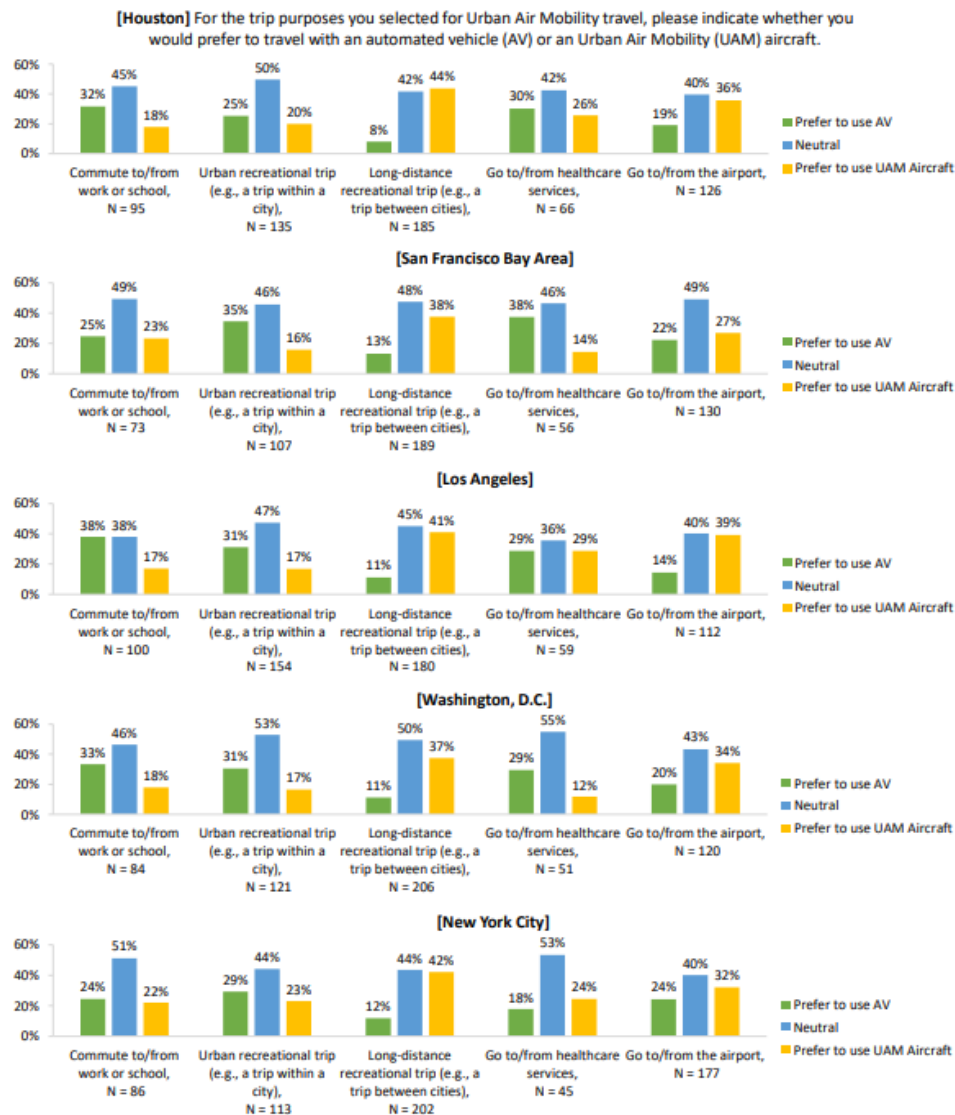 [Houston] For the trip purposes you selected for Urban Air Mobility travel, please indicate whether you
would prefer to travel with an automated vehicle (AV) or an Urban Air Mobility (UAM) aircraft.
60%
40%
20%
0%
32% 45% 18% 25% 50% 20% 8% 42% 44% 30% 42% 26% 19% 40% 36%
Prefer to use AV
Neutral
Prefer to use UAM Aircraft
Commute to/from
work or school,
N = 95
Urban recreational trip
(e.g., a trip within a
city),
N = 135
Long-distance
recreational trip (e.g., a
trip between cities),
N = 185
Go to/from healthcare
services,
N = 66
Go to/from the airport,
N = 126
[San Francisco Bay Area]
60%
40%
20%
0%
25% 49% 23% 35% 46% 16% 13% 48% 38% 38% 46% 14% 22% 49% 27%
Prefer to use AV
Neutral
Prefer to use UAM Aircraft
Commute to/from
work or school,
N = 73
Urban recreational trip
(e.g., a trip within a
city),
N = 107
Long-distance
recreational trip (e.g., a
trip between cities),
N = 189
Go to/from healthcare
services,
N = 56
Go to/from the airport,
N = 130
[Los Angeles]
60%
40%
20%
0%
38% 38% 17% 31% 47% 17% 11% 45% 41% 29% 36% 29% 14% 40% 39%
Prefer to use AV
Neutral
Prefer to use UAM Aircraft
Commute to/from
work or school,
N = 100
Urban recreational trip
(e.g., a trip within a
city),
N = 154
Long-distance
recreational trip (e.g., a
trip between cities),
N = 180
Go to/from healthcare
services,
N = 59
Go to/from the airport,
N = 112
[Washington, D.C.]
60%
40%
20%
0%
33% 46% 18% 31% 53% 17% 11% 50% 37% 29% 55% 12% 20% 43% 34%
Prefer to use AV
Neutral
Prefer to use UAM Aircraft
Commute to/from
work or school,
N = 84
Urban recreational trip
(e.g., a trip within a
city),
N = 121
Long-distance
recreational trip (e.g., a
trip between cities),
N = 206
Go to/from healthcare
services,
N = 51
Go to/from the airport,
N = 120
[New York City]
60%
40%
20%
0%
24% 51% 22% 29% 44% 23% 12% 44% 42% 18% 53% 24% 24% 40% 32%
Prefer to use AV
Neutral
Prefer to use UAM Aircraft
Commute to/from
work or school,
N = 86
Urban recreational trip
(e.g., a trip within a
city),
N = 113
Long-distance
recreational trip (e.g., a
trip between cities),
N = 202
Go to/from healthcare
services,
N = 45
Go to/from the airport,
N = 177